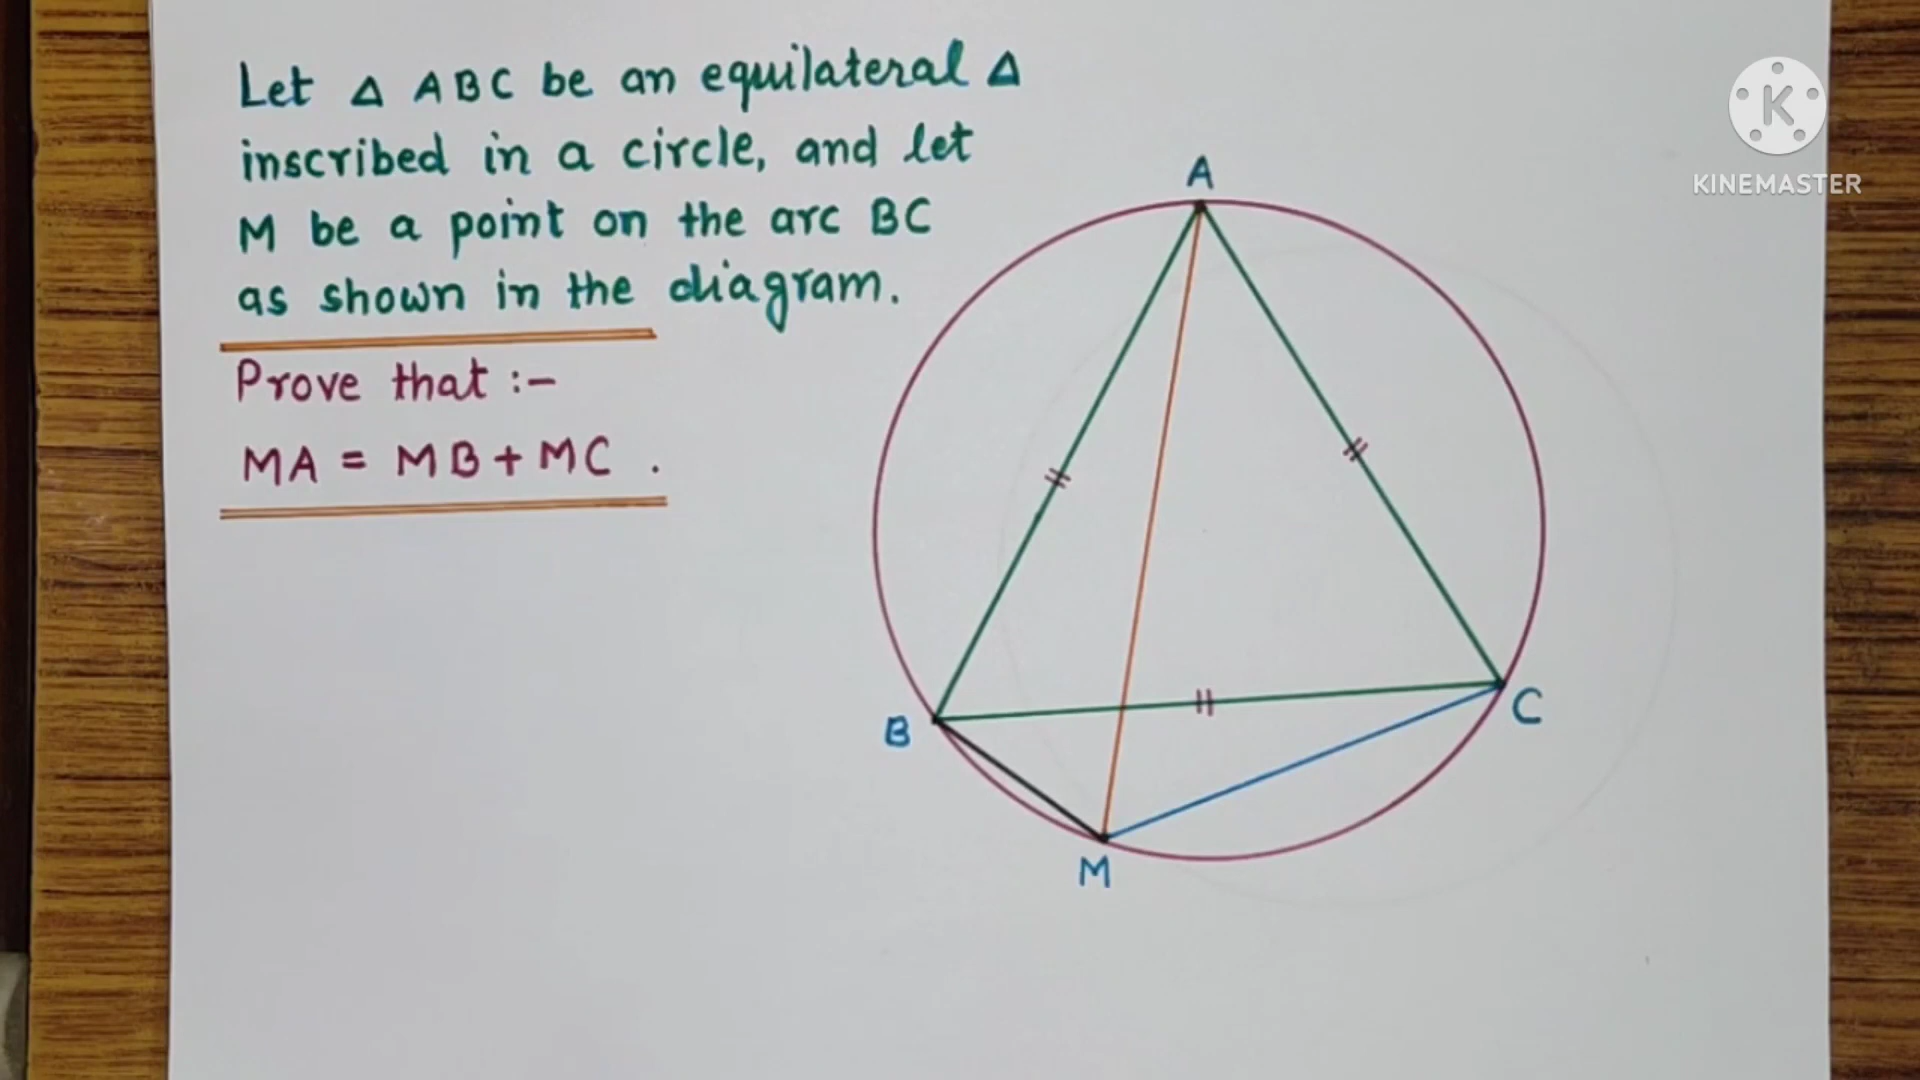 Let Δ ABC be an equilateral Δ
inscribed in a circle, and let
M be a point on the arc BC
as shown in the diagram.
Prove that :-
MA = MB + MC .
A
B
C
M
K
KINEMASTER